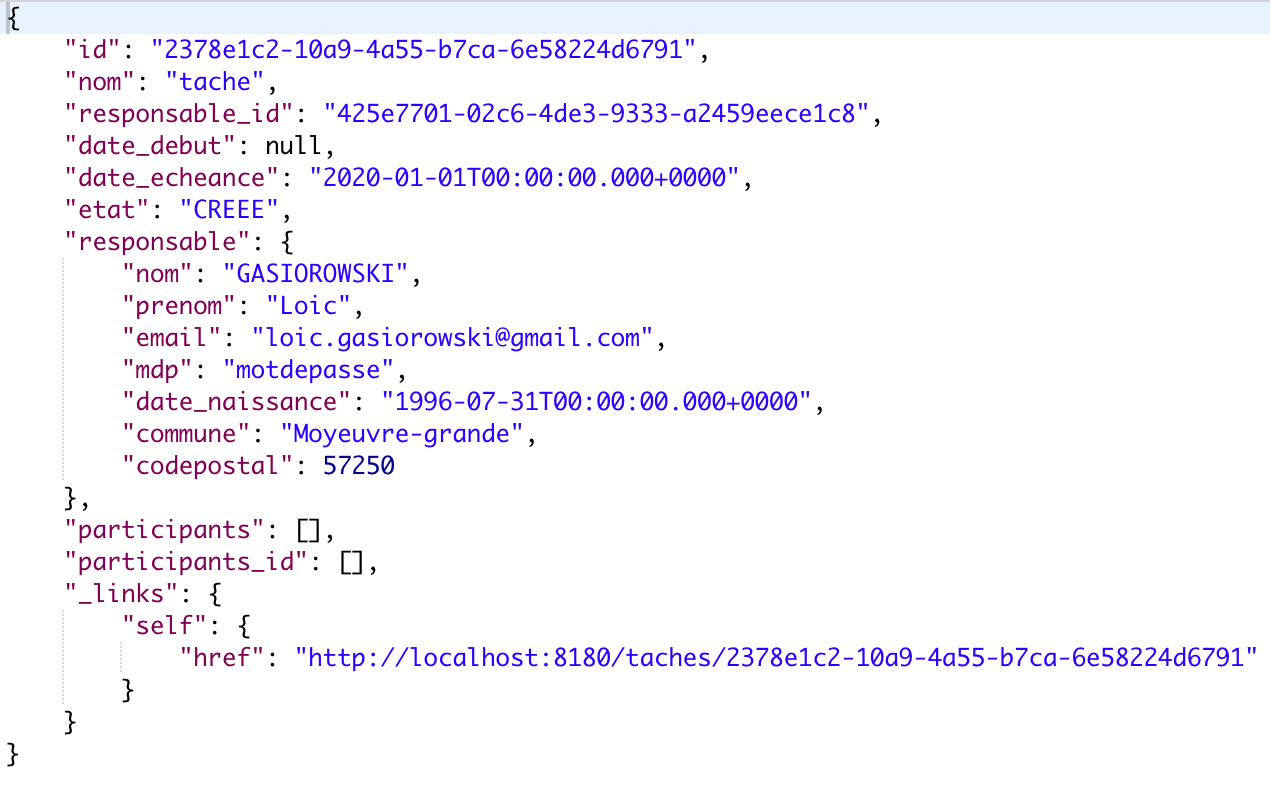 {
    "id": "2378e1c2-10a9-4a55-b7ca-6e58224d6791",
    "nom": "tache",
    "responsable_id": "425e7701-02c6-4de3-9333-a2459eece1c8",
    "date_debut": null,
    "date_echeance": "2020-01-01T00:00:00.000+0000",
    "etat": "CREEE",
    "responsable": {
        "nom": "GASIOROWSKI",
        "prenom": "Loic",
        "email": "loic.gasiorowski@gmail.com",
        "mdp": "motdepasse",
        "date_naissance": "1996-07-31T00:00:00.000+0000",
        "commune": "Moyeuvre-grande",
        "codepostal": 57250
    },
    "participants": [],
    "participants_id": [],
    "_links": {
        "self": {
            "href": "http://localhost:8180/taches/2378e1c2-10a9-4a55-b7ca-6e58224d6791"
        }
    }
}